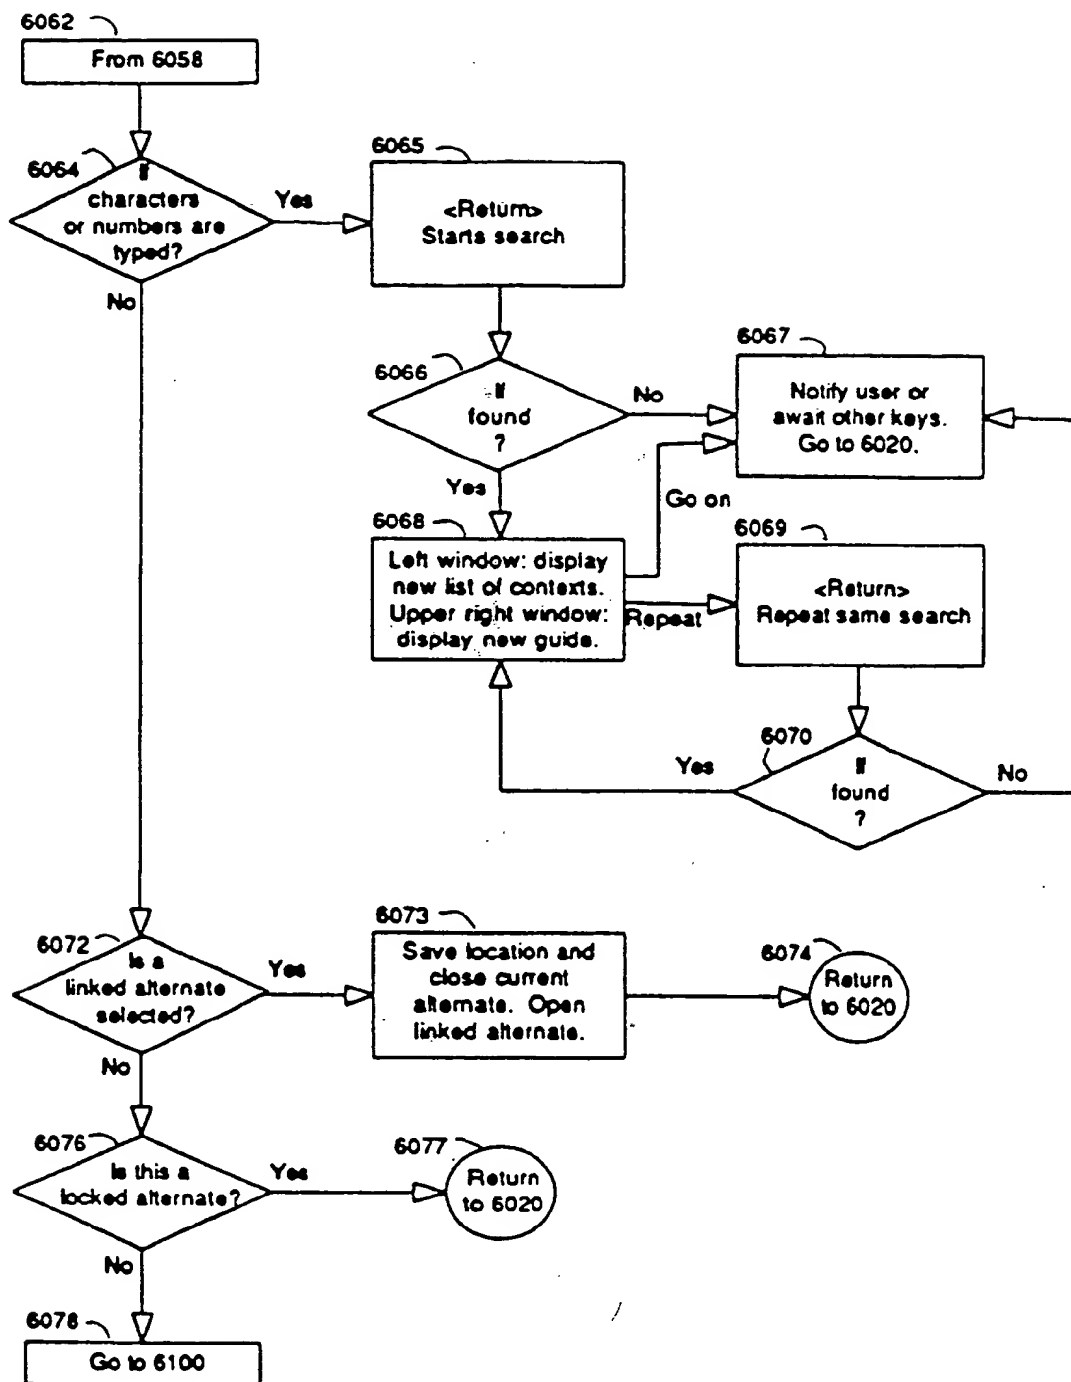 6062
From 6058
6064
If
characters
or numbers are
typed?
Yes
No
6065
<Return>
Starts search
6066
If
found
?
No
Yes
6067
Notify user or
await other keys.
Go to 6020.
Go on
6068
Left window: display
new list of contexts.
Upper right window:
display new guide.
Repeat
6069
<Return>
Repeat same search
6070
If
found
?
Yes
No
6072
Is a
linked alternate
selected?
Yes
No
6073
Save location and
close current
alternate. Open
linked alternate.
6074
Return
to 6020
6076
Is this a
locked alternate?
Yes
No
6077
Return
to 6020
6078
Go to 6100